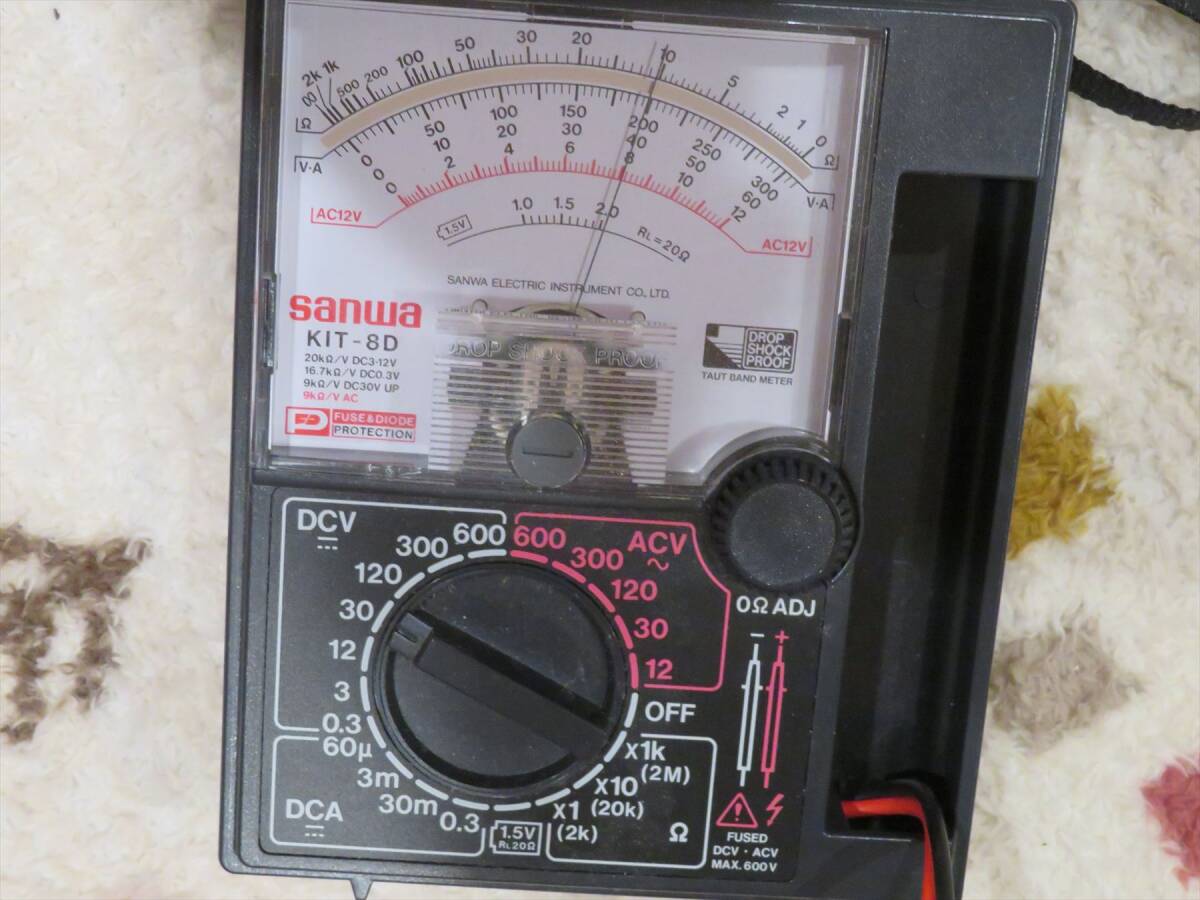 ∞ 2k 1k 500 200 100 50 30 20 10 5 2 1 0
Ω Ω
V·A 0 50 100 150 200 250 300 V·A
0 10 20 30 40 50 60
0 2 4 6 8 10 12
AC12V AC12V
1.5V 1.0 1.5 2.0 RL=20Ω
SANWA ELECTRIC INSTRUMENT CO., LTD.
sanwa
KIT-8D
20kΩ/V DC3-12V
16.7kΩ/V DC0.3V
9kΩ/V DC30V UP
9kΩ/V AC
FUSE&DIODE
PROTECTION
DROP SHOCK PROOF
DROP
SHOCK
PROOF
TAUT BAND METER
DCV
600
300
120
30
12
3
0.3
ACV
600
300
120
30
12
OFF
0Ω ADJ
− +
60µ
3m
30m
0.3
DCA
1.5V
RL20Ω
x1k
(2M)
x10
(20k)
x1
(2k)
Ω
FUSED
DCV · ACV
MAX. 600V